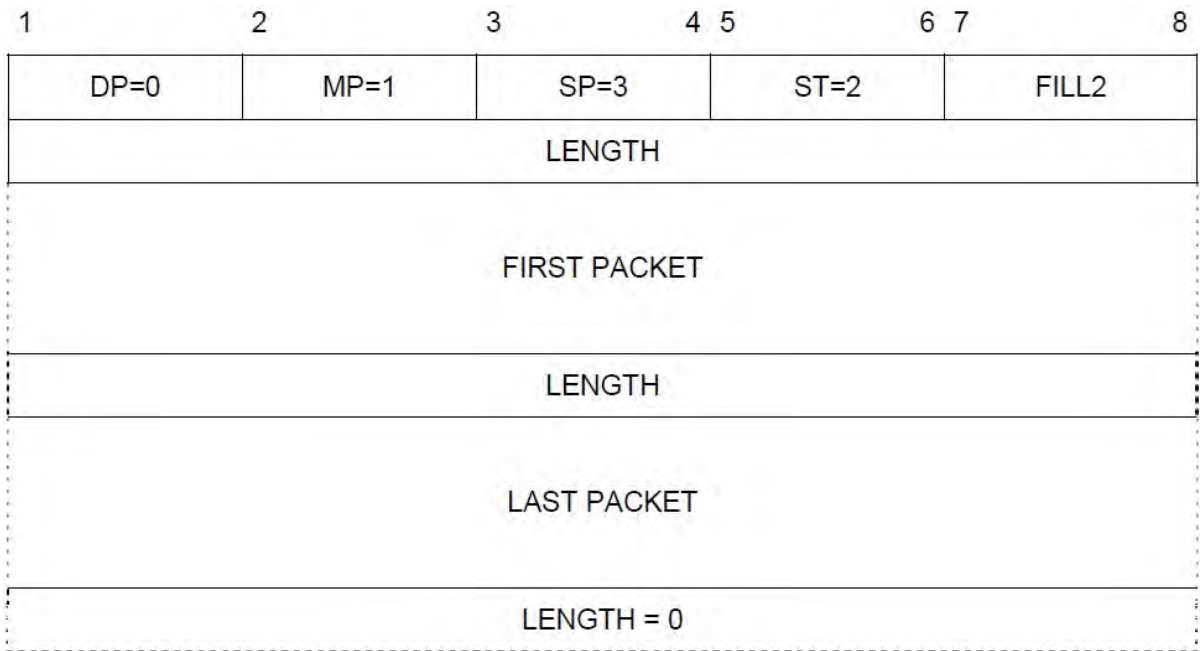 1 2 3 4 5 6 7 8
DP=0 MP=1 SP=3 ST=2 FILL2
LENGTH
FIRST PACKET
LENGTH
LAST PACKET
LENGTH = 0